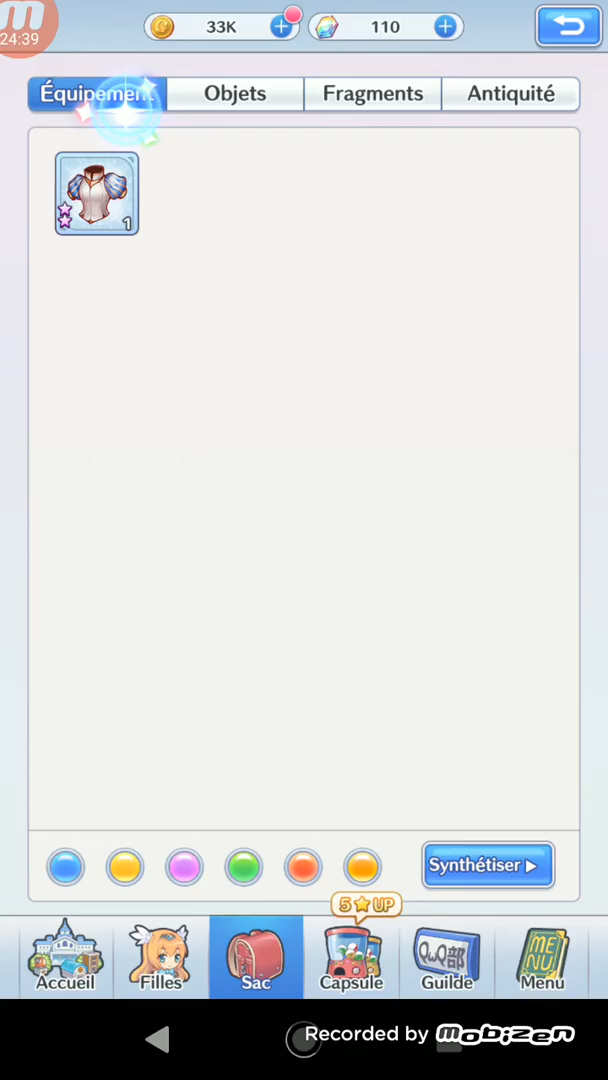 24:39
33K
110
Équipement
Objets
Fragments
Antiquité
1
Synthétiser
5 UP
Accueil
Filles
Sac
Capsule
QωQ部
Guilde
MENU
Menu
Recorded by mobizen